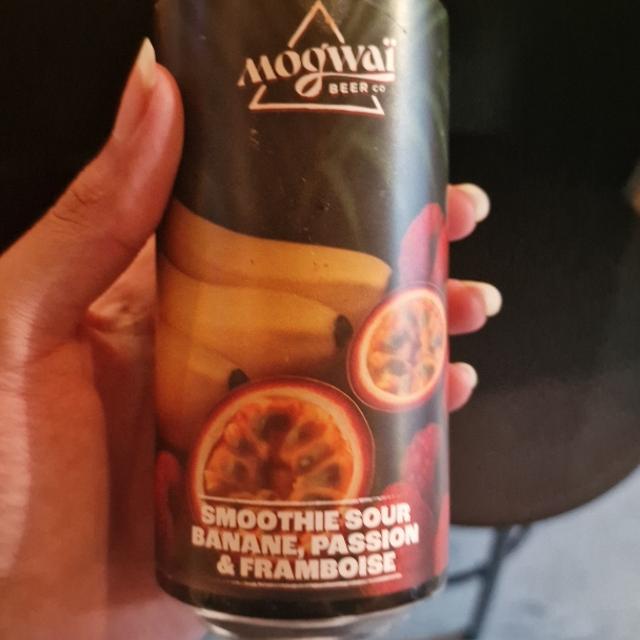 Mogwaï
BEER CO
SMOOTHIE SOUR
BANANE, PASSION
& FRAMBOISE